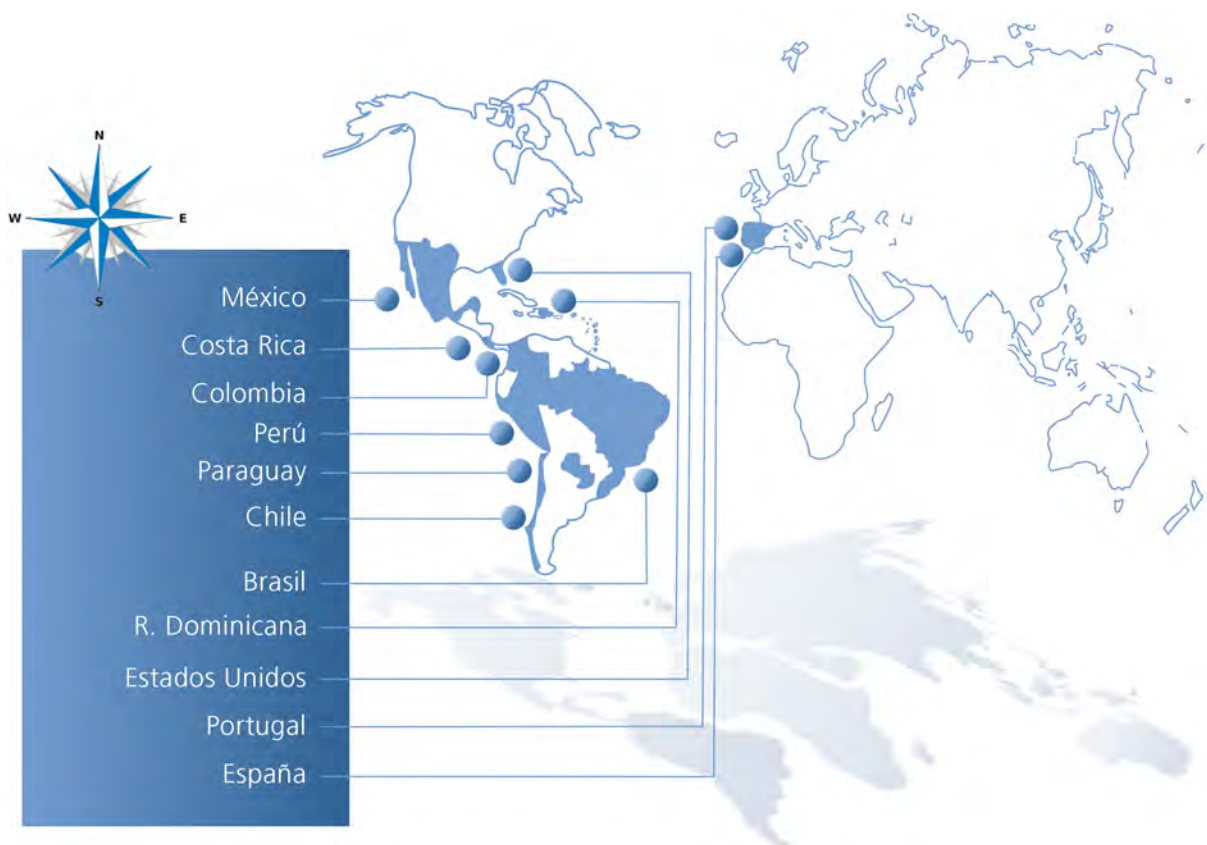 N
W
E
S
México
Costa Rica
Colombia
Perú
Paraguay
Chile
Brasil
R. Dominicana
Estados Unidos
Portugal
España